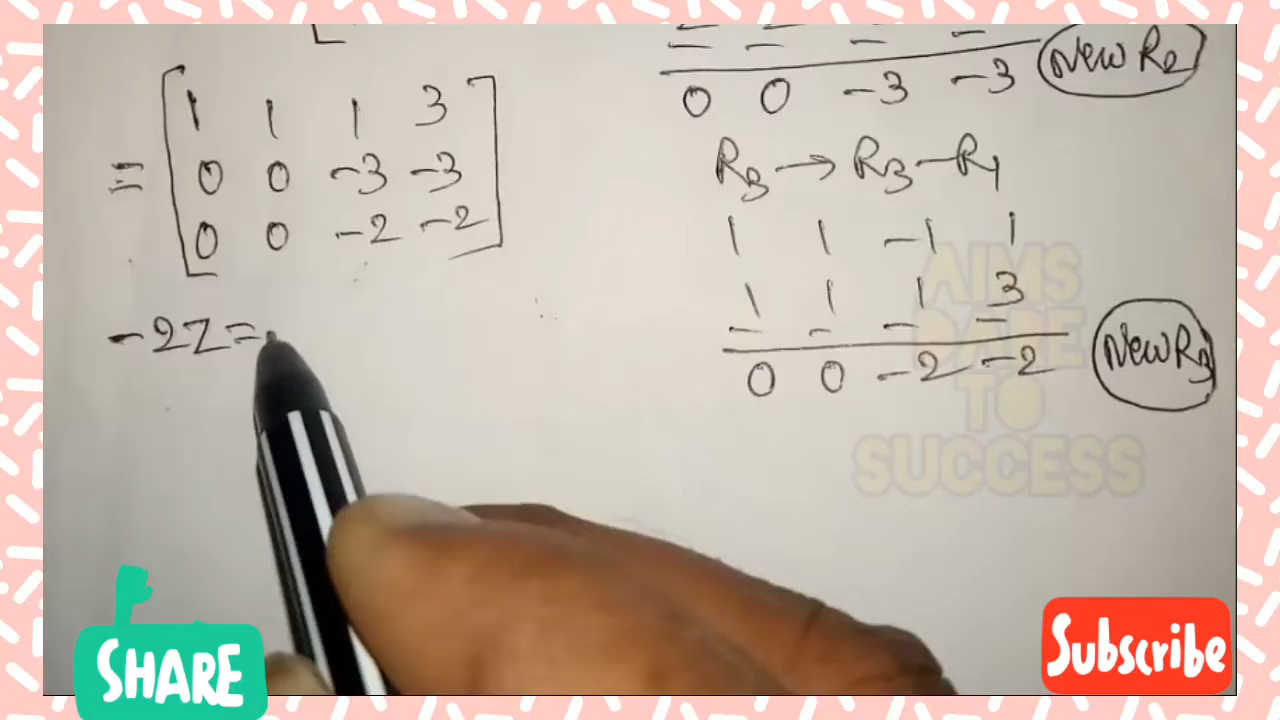 = [ 1 1 1 3
0 0 -3 -3
0 0 -2 -2 ]
-2Z=
0 0 -3 -3 New R2
R3 → R3-R1
1 1 -1 1
1 1 1 3
- - - -
0 0 -2 -2 New R3
AIMS
DARE
TO
SUCCESS
SHARE
Subscribe